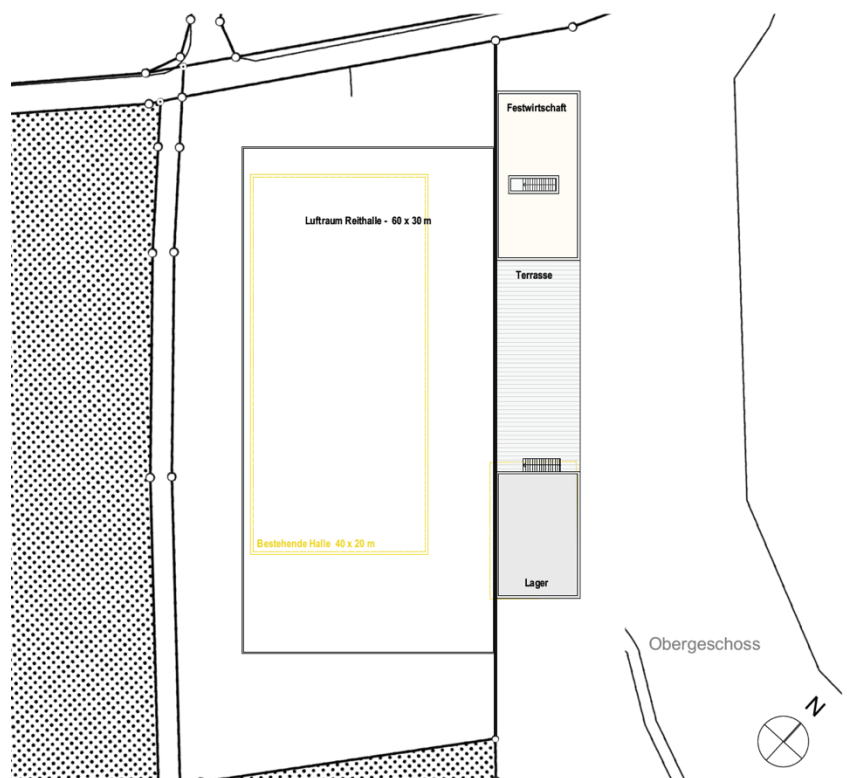 Festwirtschaft
Luftraum Reithalle - 60 x 30 m
Terrasse
Bestehende Halle 40 x 20 m
Lager
Obergeschoss
N